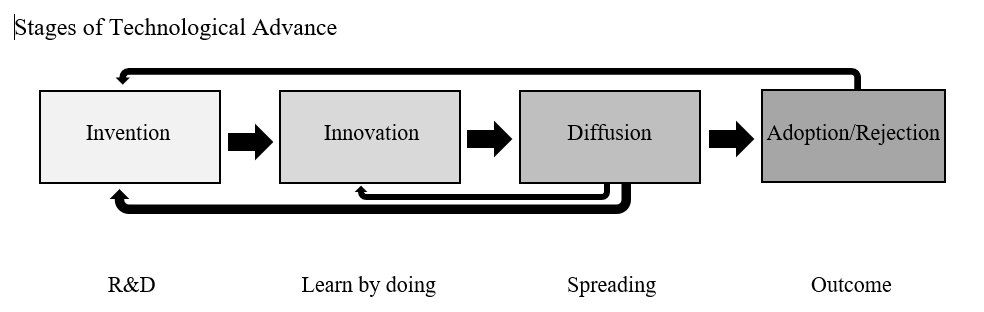 Stages of Technological Advance
Invention
Innovation
Diffusion
Adoption/Rejection
R&D
Learn by doing
Spreading
Outcome